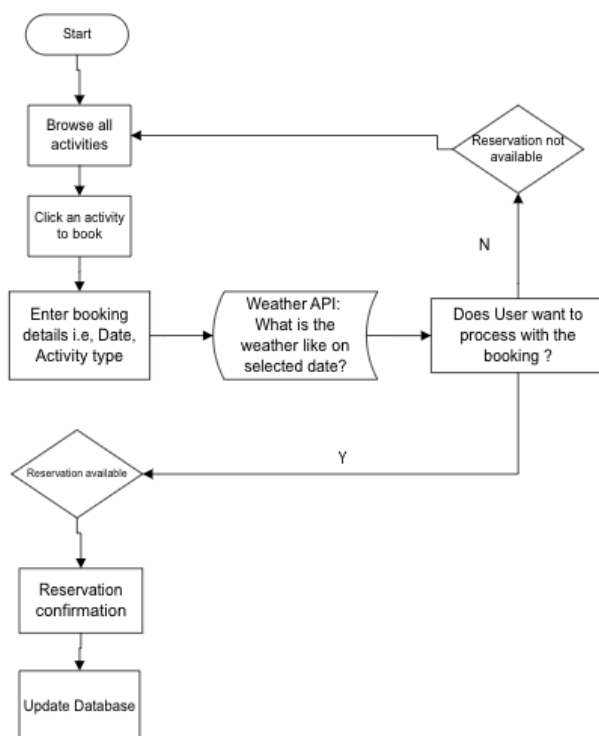 Start
Browse all
activities
Reservation not
available
Click an activity
to book
N
Enter booking
details i.e, Date,
Activity type
Weather API:
What is the
weather like on
selected date?
Does User want to
process with the
booking ?
Y
Reservation available
Reservation
confirmation
Update Database